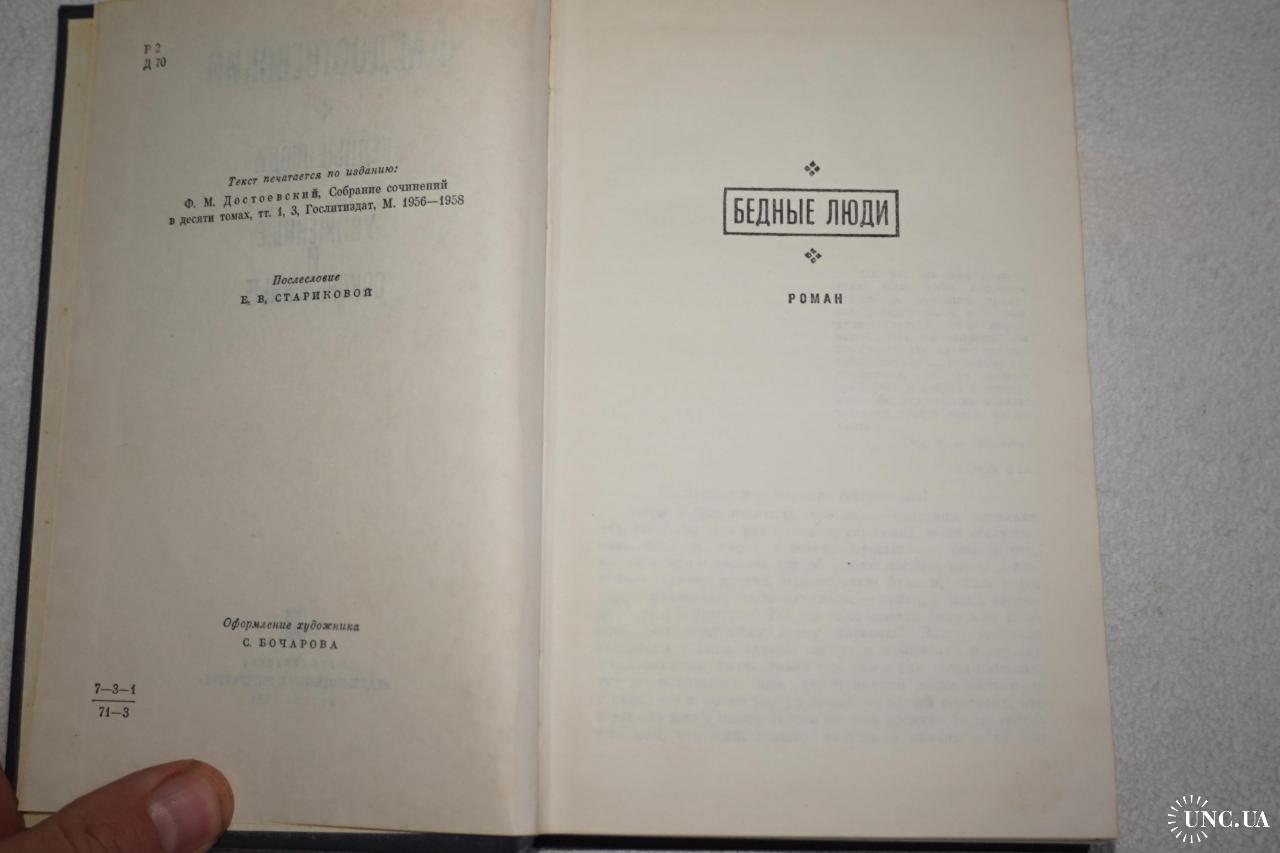 Р 2
Д 70
Текст печатается по изданию:
Ф. М. Достоевский, Собрание сочинений
в десяти томах, тт. 1, 3, Гослитиздат, М. 1956—1958
Послесловие
Е. В. СТАРИКОВОЙ
Оформление художника
С. БОЧАРОВА
7—3—1
71—3
БЕДНЫЕ ЛЮДИ
РОМАН
UNC.UA